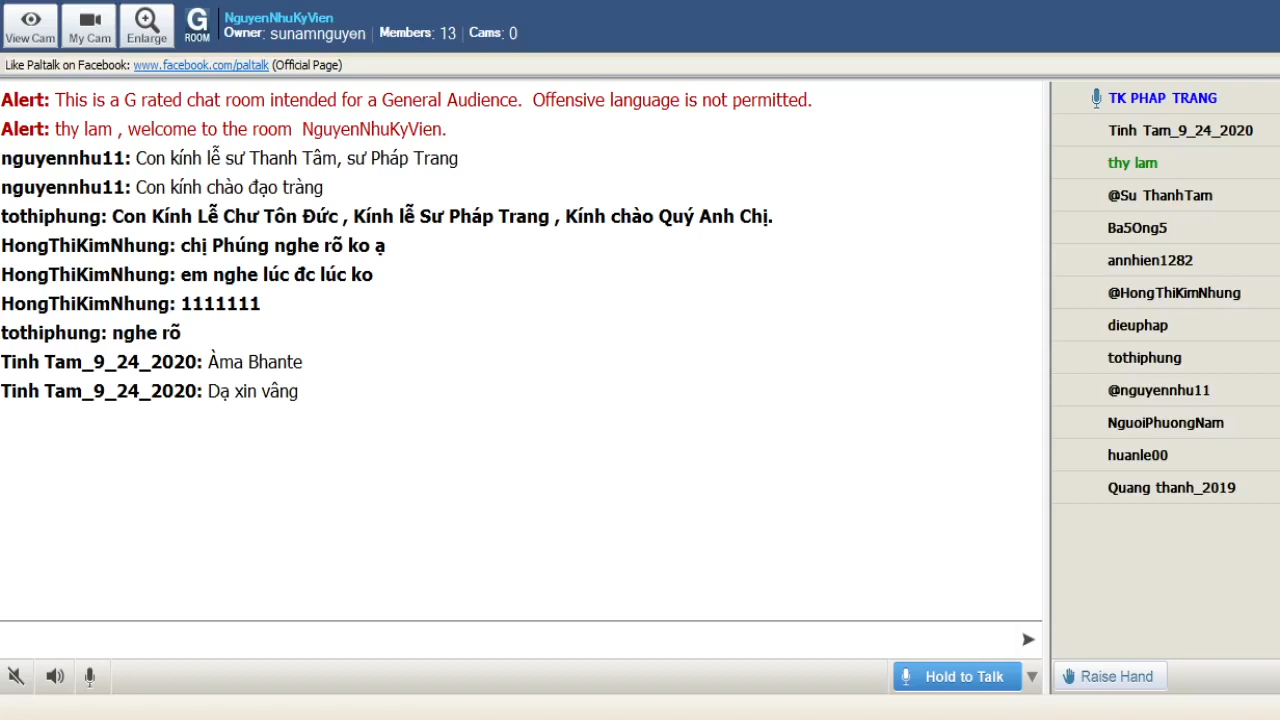 View Cam
My Cam
Enlarge
G
ROOM
NguyenNhuKyVien
Owner: sunamnguyen | Members: 13 | Cams: 0
Like Paltalk on Facebook: www.facebook.com/paltalk (Official Page)
Alert: This is a G rated chat room intended for a General Audience.  Offensive language is not permitted.
Alert: thy lam , welcome to the room  NguyenNhuKyVien.
nguyennhu11: Con kính lễ sư Thanh Tâm, sư Pháp Trang
nguyennhu11: Con kính chào đạo tràng
tothiphung: Con Kính Lễ Chư Tôn Đức , Kính lễ Sư Pháp Trang , Kính chào Quý Anh Chị.
HongThiKimNhung: chị Phúng nghe rõ ko ạ
HongThiKimNhung: em nghe lúc đc lúc ko
HongThiKimNhung: 1111111
tothiphung: nghe rõ
Tinh Tam_9_24_2020: Àma Bhante
Tinh Tam_9_24_2020: Dạ xin vâng
TK PHAP TRANG
Tinh Tam_9_24_2020
thy lam
@Su ThanhTam
Ba5Ong5
annhien1282
@HongThiKimNhung
dieuphap
tothiphung
@nguyennhu11
NguoiPhuongNam
huanle00
Quang thanh_2019
Hold to Talk
Raise Hand